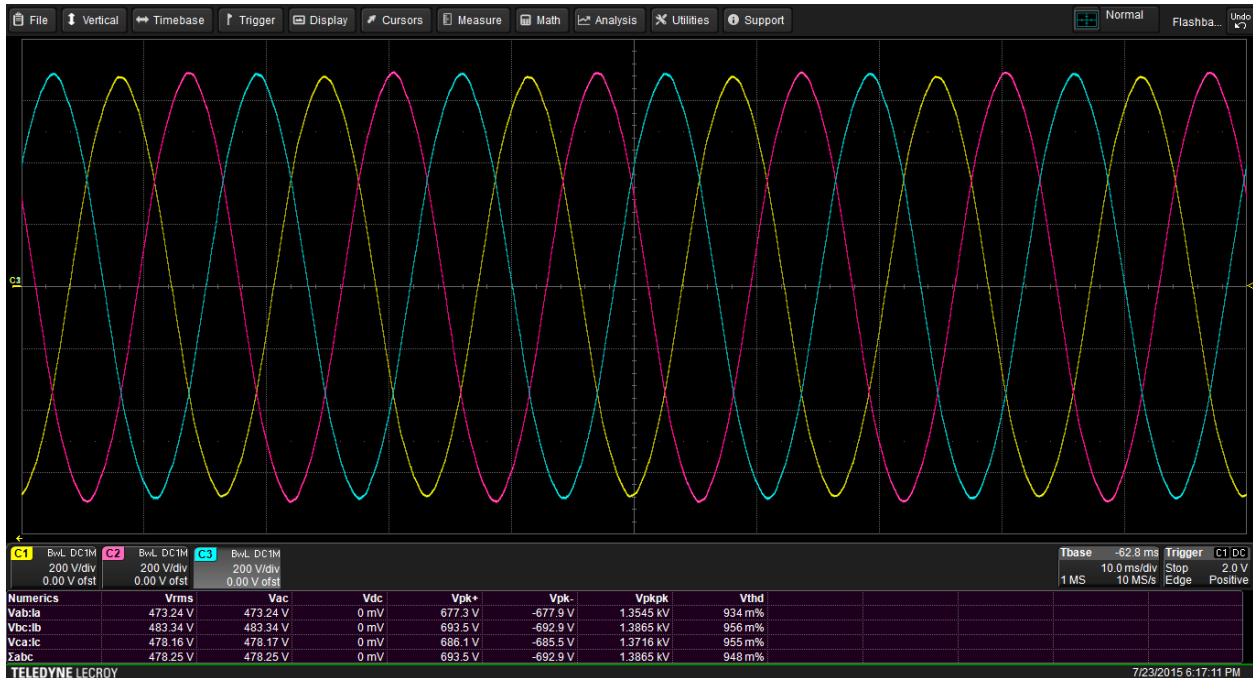 File Vertical Timebase Trigger Display Cursors Measure Math Analysis Utilities Support Normal Flashba... Undo
C1 BwL DC1M C2 BwL DC1M C3 BwL DC1M Tbase -62.8 ms Trigger C1 DC
200 V/div 200 V/div 200 V/div 10.0 ms/div Stop 2.0 V
0.00 V ofst 0.00 V ofst 0.00 V ofst 1 MS 10 MS/s Edge Positive
Numerics Vrms Vac Vdc Vpk+ Vpk- Vpkpk Vthd
Vab:Ia 473.24 V 473.24 V 0 mV 677.3 V -677.9 V 1.3545 kV 934 m%
Vbc:Ib 483.34 V 483.34 V 0 mV 693.5 V -692.9 V 1.3865 kV 956 m%
Vca:Ic 478.16 V 478.17 V 0 mV 686.1 V -685.5 V 1.3716 kV 955 m%
Σabc 478.25 V 478.25 V 0 mV 693.5 V -692.9 V 1.3865 kV 948 m%
TELEDYNE LECROY 7/23/2015 6:17:11 PM